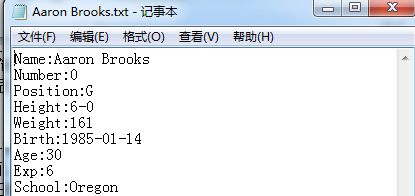 Aaron Brooks.txt - 记事本
文件(F) 编辑(E) 格式(O) 查看(V) 帮助(H)
Name:Aaron Brooks
Number:0
Position:G
Height:6-0
Weight:161
Birth:1985-01-14
Age:30
Exp:6
School:Oregon